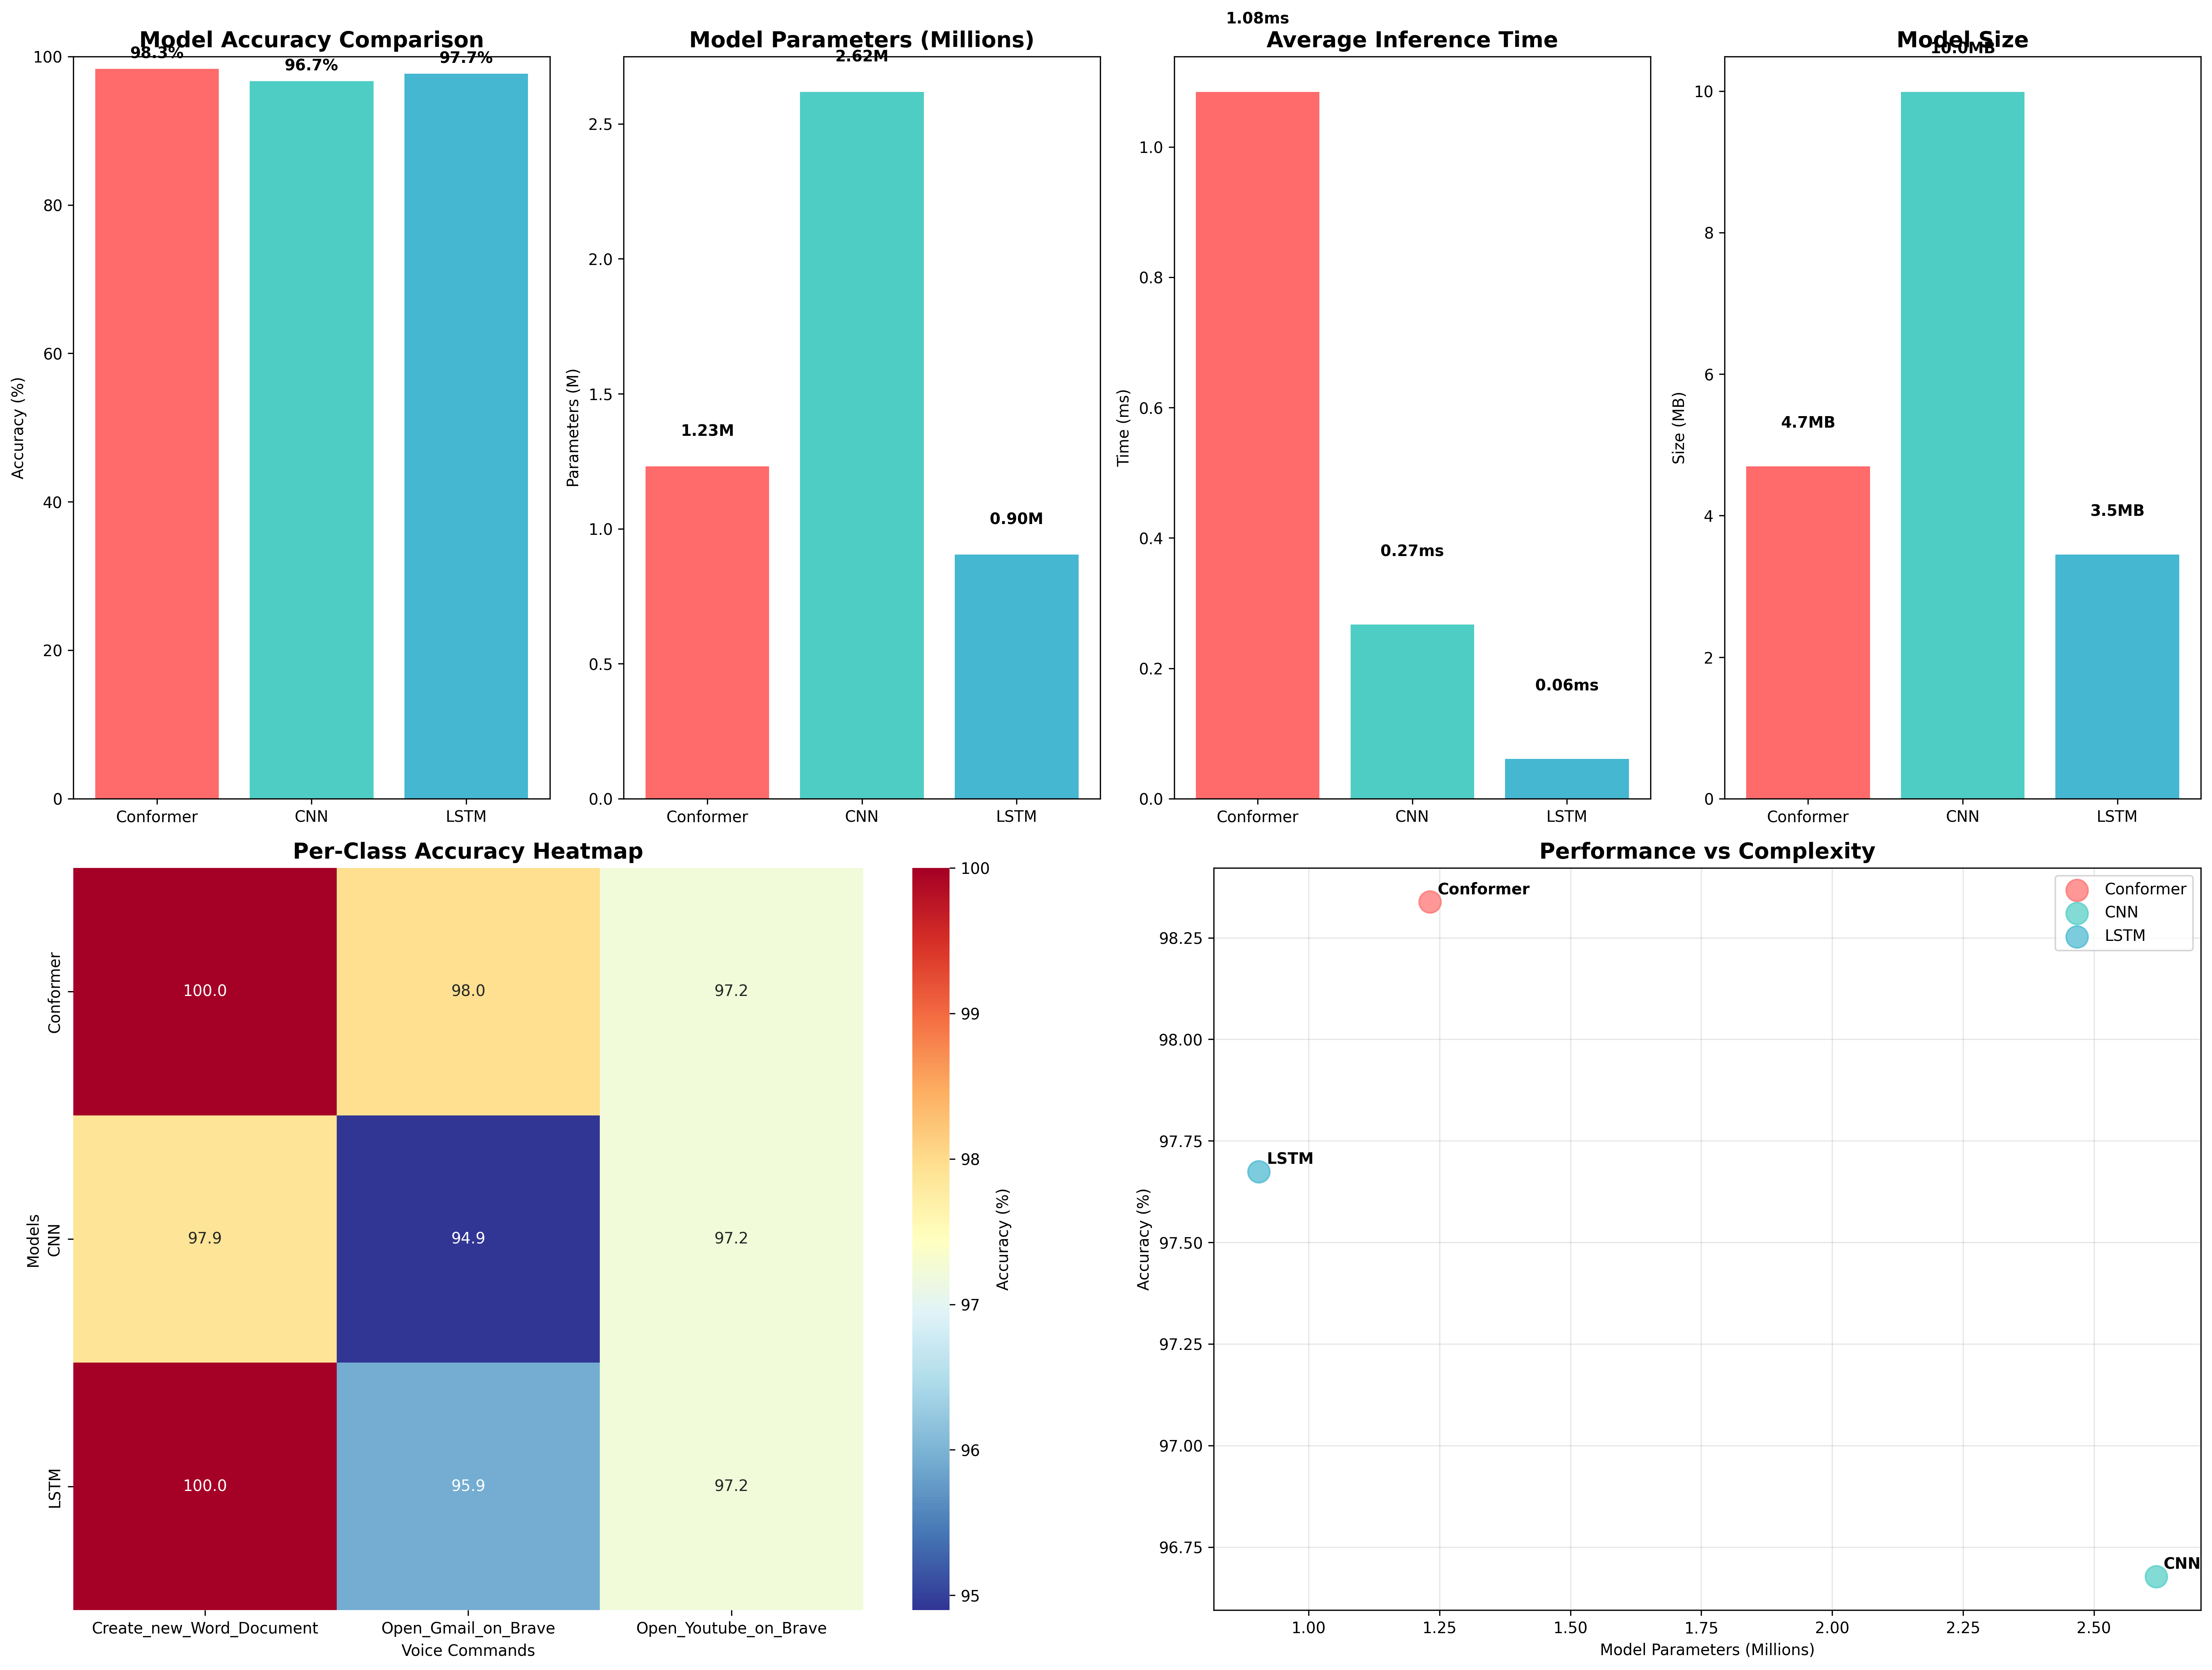 Model Accuracy Comparison
98.3%
96.7%
97.7%
100
80
60
40
20
0
Accuracy (%)
Conformer
CNN
LSTM
Model Parameters (Millions)
2.62M
1.23M
0.90M
2.5
2.0
1.5
1.0
0.5
0.0
Parameters (M)
Conformer
CNN
LSTM
1.08ms
Average Inference Time
0.27ms
0.06ms
1.0
0.8
0.6
0.4
0.2
0.0
Time (ms)
Conformer
CNN
LSTM
Model Size
10.0MB
4.7MB
3.5MB
10
8
6
4
2
0
Size (MB)
Conformer
CNN
LSTM
Per-Class Accuracy Heatmap
Models
Conformer
100.0
98.0
97.2
CNN
97.9
94.9
97.2
LSTM
100.0
95.9
97.2
Create_new_Word_Document
Open_Gmail_on_Brave
Open_Youtube_on_Brave
Voice Commands
100
99
98
97
96
95
Accuracy (%)
Performance vs Complexity
Conformer
CNN
LSTM
Conformer
LSTM
CNN
98.25
98.00
97.75
97.50
97.25
97.00
96.75
Accuracy (%)
1.00
1.25
1.50
1.75
2.00
2.25
2.50
Model Parameters (Millions)